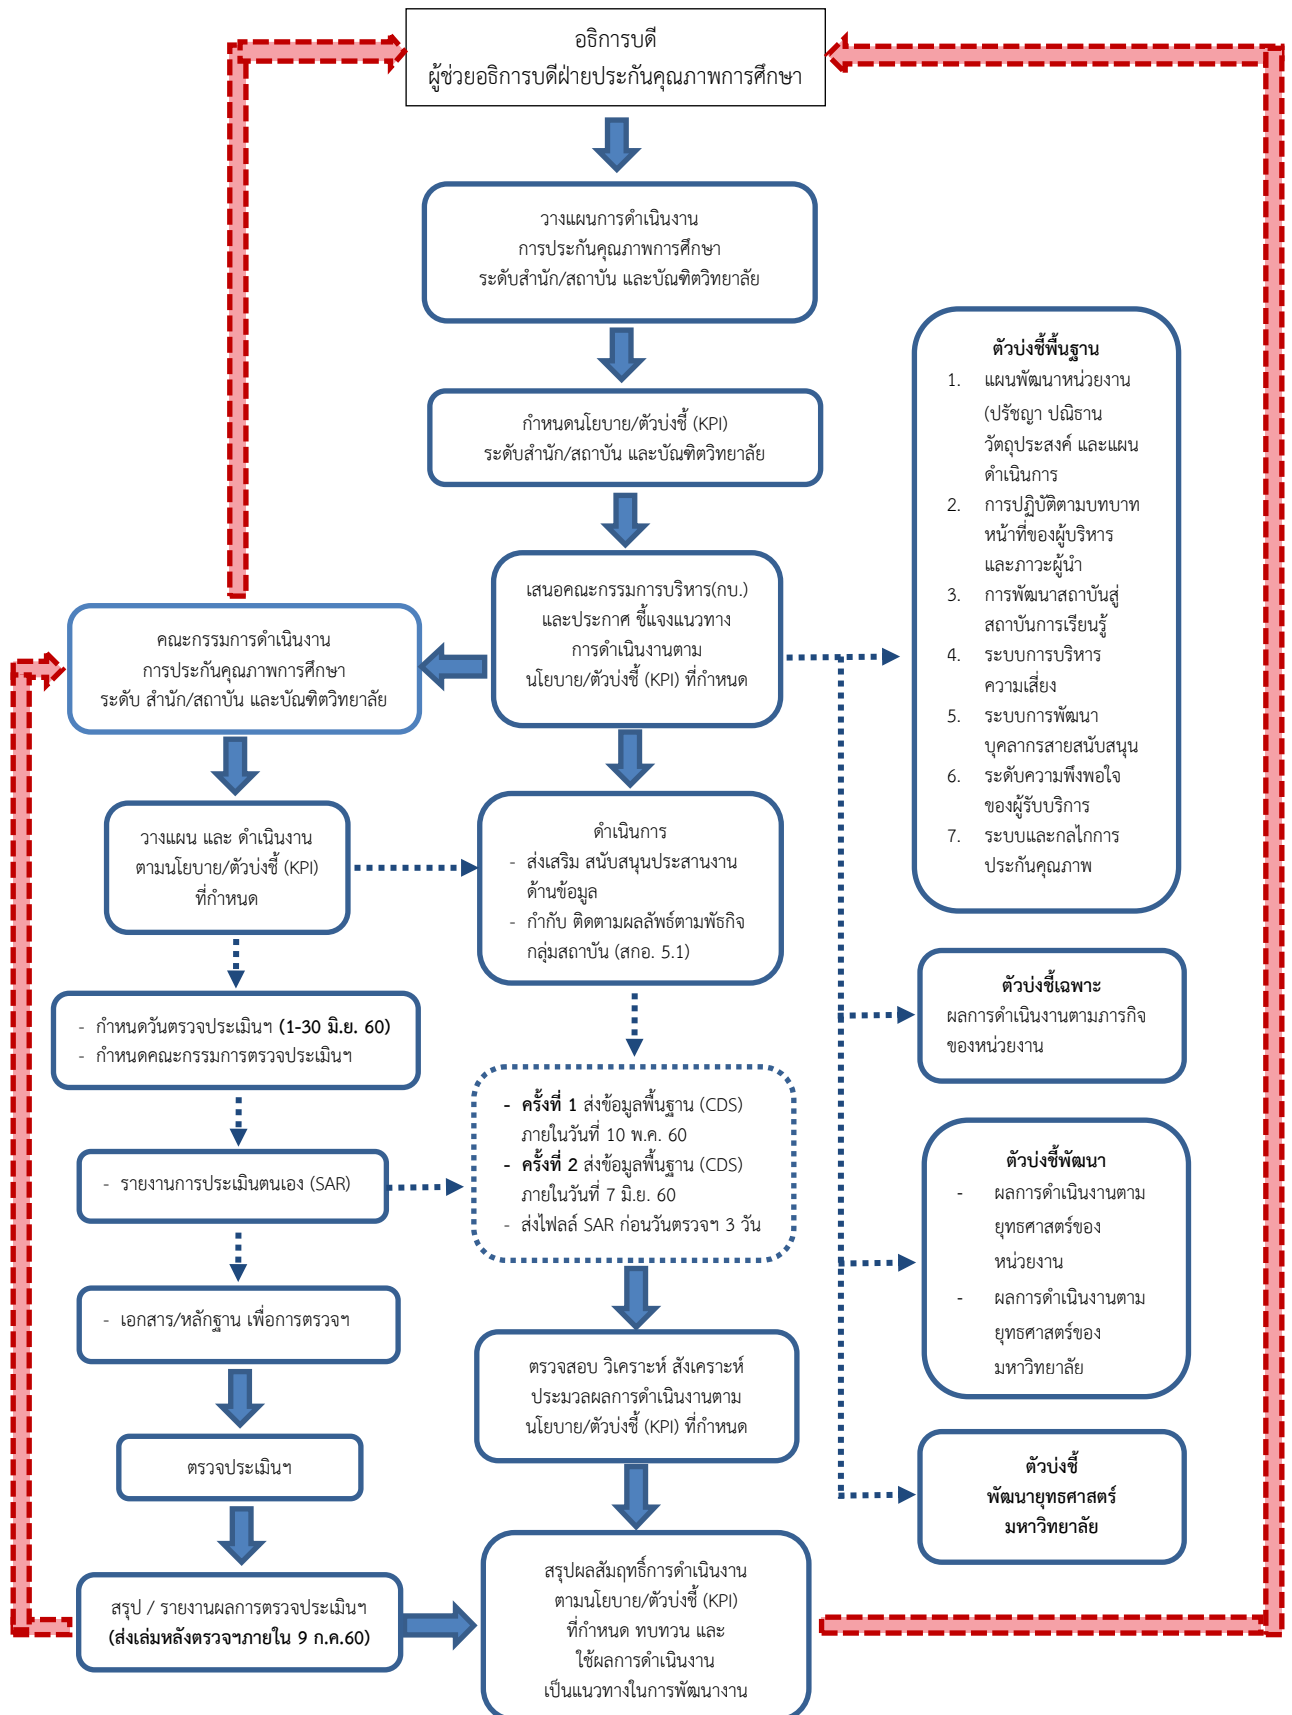 อธิการบดี
ผู้ช่วยอธิการบดีฝ่ายประกันคุณภาพการศึกษา
วางแผนการดำเนินงาน
การประกันคุณภาพการศึกษา
ระดับสำนัก/สถาบัน และบัณฑิตวิทยาลัย
กำหนดนโยบาย/ตัวบ่งชี้ (KPI)
ระดับสำนัก/สถาบัน และบัณฑิตวิทยาลัย
เสนอคณะกรรมการบริหาร(กบ.)
และประกาศ ชี้แจงแนวทาง
การดำเนินงานตาม
นโยบาย/ตัวบ่งชี้ (KPI) ที่กำหนด
คณะกรรมการดำเนินงาน
การประกันคุณภาพการศึกษา
ระดับ สำนัก/สถาบัน และบัณฑิตวิทยาลัย
วางแผน และ ดำเนินงาน
ตามนโยบาย/ตัวบ่งชี้ (KPI)
ที่กำหนด
ดำเนินการ
- ส่งเสริม สนับสนุนประสานงาน
ด้านข้อมูล
- กำกับ ติดตามผลลัพธ์ตามพัธกิจ
กลุ่มสถาบัน (สกอ. 5.1)
- กำหนดวันตรวจประเมินฯ (1-30 มิ.ย. 60)
- กำหนดคณะกรรมการตรวจประเมินฯ
- ครั้งที่ 1 ส่งข้อมูลพื้นฐาน (CDS)
ภายในวันที่ 10 พ.ค. 60
- ครั้งที่ 2 ส่งข้อมูลพื้นฐาน (CDS)
ภายในวันที่ 7 มิ.ย. 60
- ส่งไฟลล์ SAR ก่อนวันตรวจฯ 3 วัน
- รายงานการประเมินตนเอง (SAR)
- เอกสาร/หลักฐาน เพื่อการตรวจฯ
ตรวจสอบ วิเคราะห์ สังเคราะห์
ประมวลผลการดำเนินงานตาม
นโยบาย/ตัวบ่งชี้ (KPI) ที่กำหนด
ตรวจประเมินฯ
สรุป / รายงานผลการตรวจประเมินฯ
(ส่งเล่มหลังตรวจฯภายใน 9 ก.ค.60)
สรุปผลสัมฤทธิ์การดำเนินงาน
ตามนโยบาย/ตัวบ่งชี้ (KPI)
ที่กำหนด ทบทวน และ
ใช้ผลการดำเนินงาน
เป็นแนวทางในการพัฒนางาน
ตัวบ่งชี้พื้นฐาน
1. แผนพัฒนาหน่วยงาน
(ปรัชญา ปณิธาน
วัตถุประสงค์ และแผน
ดำเนินการ
2. การปฏิบัติตามบทบาท
หน้าที่ของผู้บริหาร
และภาวะผู้นำ
3. การพัฒนาสถาบันสู่
สถาบันการเรียนรู้
4. ระบบการบริหาร
ความเสี่ยง
5. ระบบการพัฒนา
บุคลากรสายสนับสนุน
6. ระดับความพึงพอใจ
ของผู้รับบริการ
7. ระบบและกลไกการ
ประกันคุณภาพ
ตัวบ่งชี้เฉพาะ
ผลการดำเนินงานตามภารกิจ
ของหน่วยงาน
ตัวบ่งชี้พัฒนา
- ผลการดำเนินงานตาม
ยุทธศาสตร์ของ
หน่วยงาน
- ผลการดำเนินงานตาม
ยุทธศาสตร์ของ
มหาวิทยาลัย
ตัวบ่งชี้
พัฒนายุทธศาสตร์
มหาวิทยาลัย